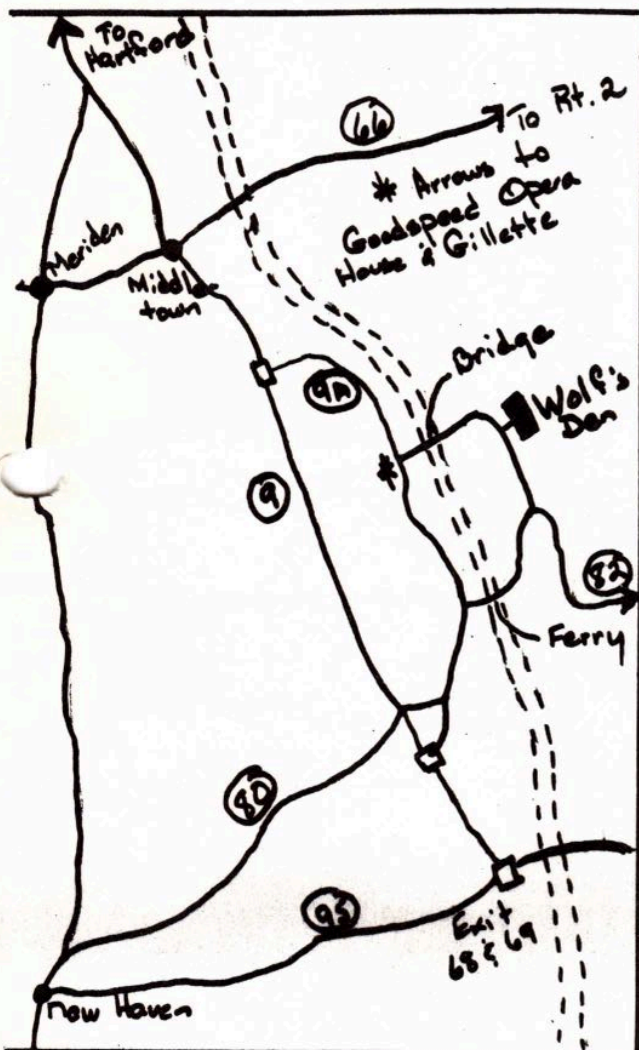 To
Hartford
66
To Rt. 2
* Arrows to
Goodspeed Opera
House & Gillette
Meriden
Middle-
town
Bridge
9A
Wolf's
Den
*
9
82
Ferry
80
95
Exit
68 & 69
New Haven